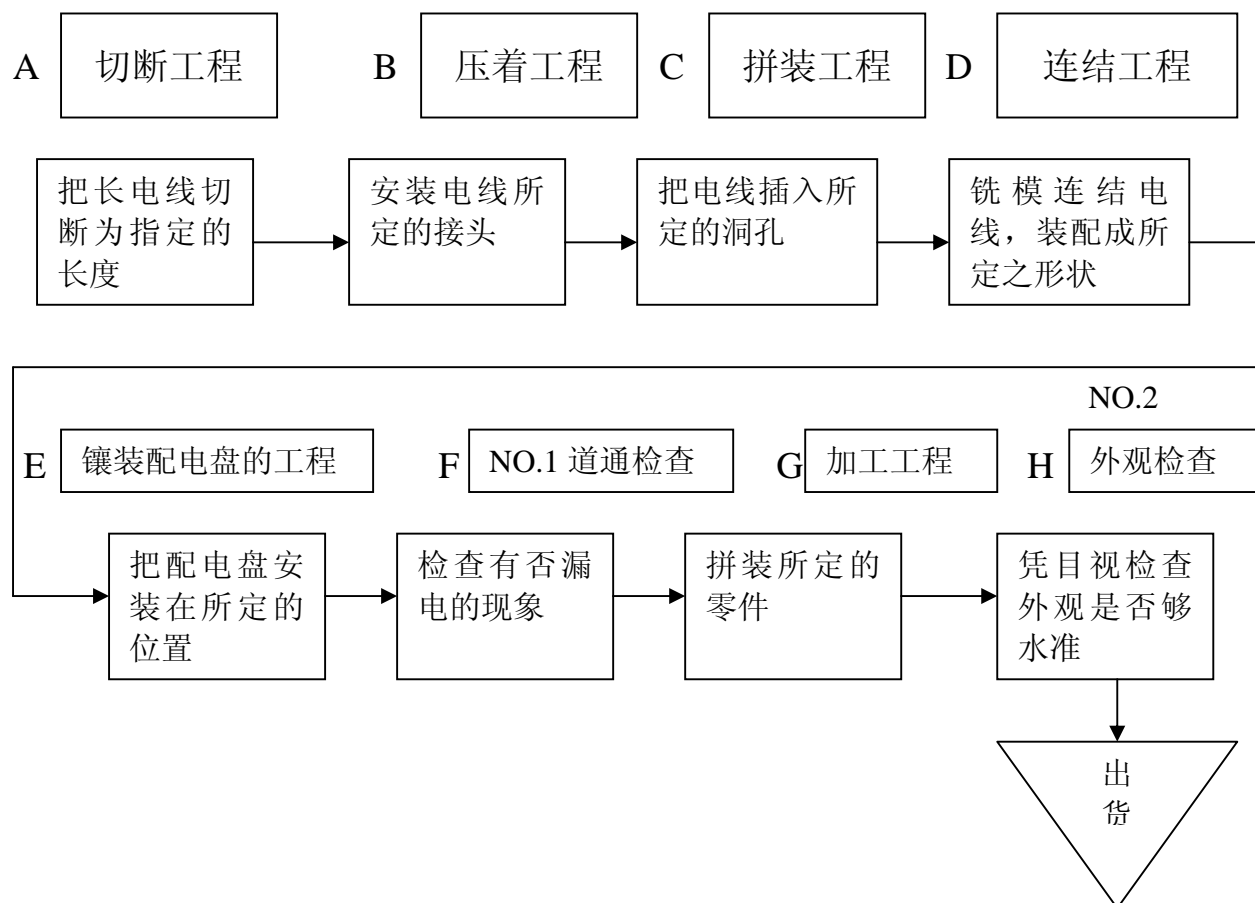 A 切断工程 B 压着工程 C 拼装工程 D 连结工程
把长电线切
断为指定的
长度
安装电线所
定的接头
把电线插入所
定的洞孔
铣模连结电
线，装配成所
定之形状
NO.2
E 镶装配电盘的工程 F NO.1 道通检查 G 加工工程 H 外观检查
把配电盘安
装在所定的
位置
检查有否漏
电的现象
拼装所定的
零件
凭目视检查
外观是否够
水准
出
货